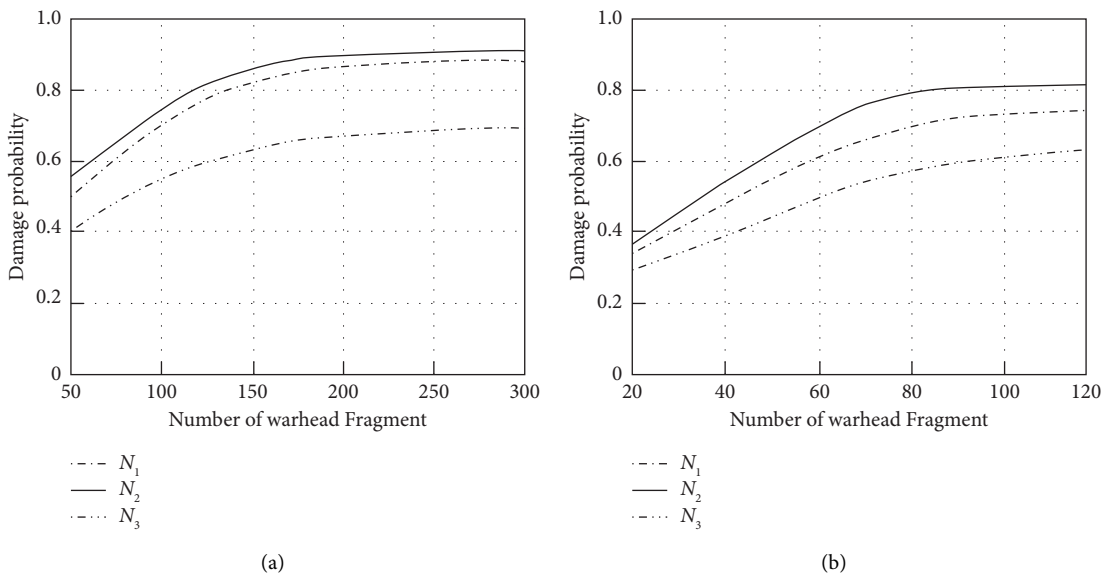 1.0
0.8
0.6
0.4
0.2
0
Damage probability
50 100 150 200 250 300
Number of warhead Fragment
N1
N2
N3
(a)
1.0
0.8
0.6
0.4
0.2
0
Damage probability
20 40 60 80 100 120
Number of warhead Fragment
N1
N2
N3
(b)